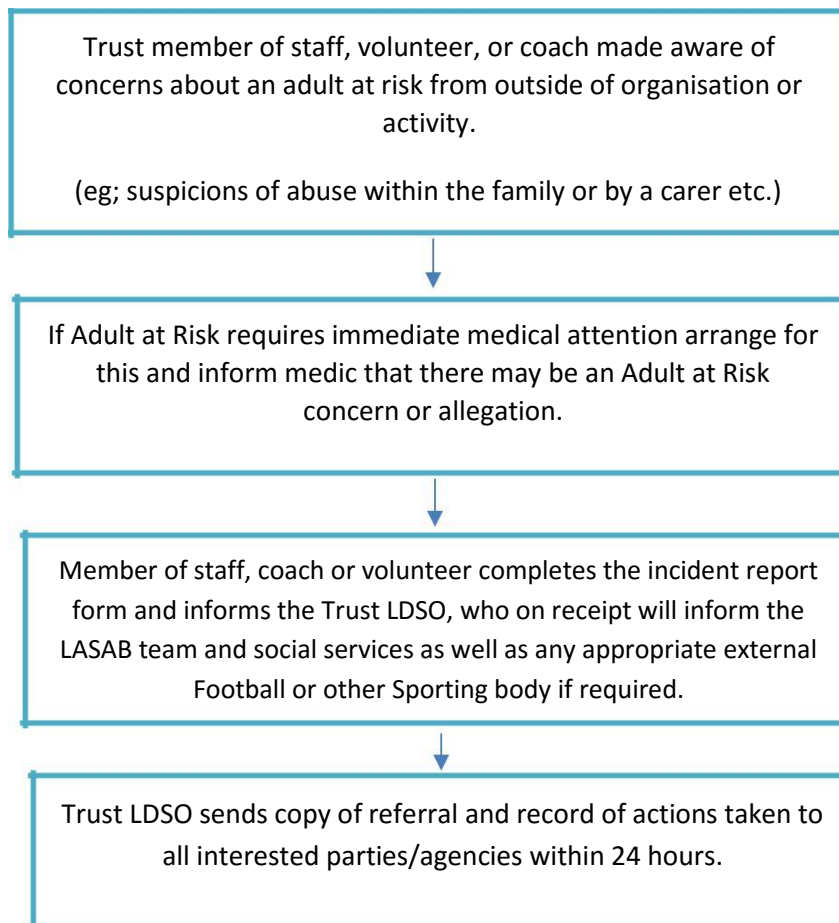 Trust member of staff, volunteer, or coach made aware of
concerns about an adult at risk from outside of organisation or
activity.
(eg; suspicions of abuse within the family or by a carer etc.)
If Adult at Risk requires immediate medical attention arrange for
this and inform medic that there may be an Adult at Risk
concern or allegation.
Member of staff, coach or volunteer completes the incident report
form and informs the Trust LDSO, who on receipt will inform the
LASAB team and social services as well as any appropriate external
Football or other Sporting body if required.
Trust LDSO sends copy of referral and record of actions taken to
all interested parties/agencies within 24 hours.